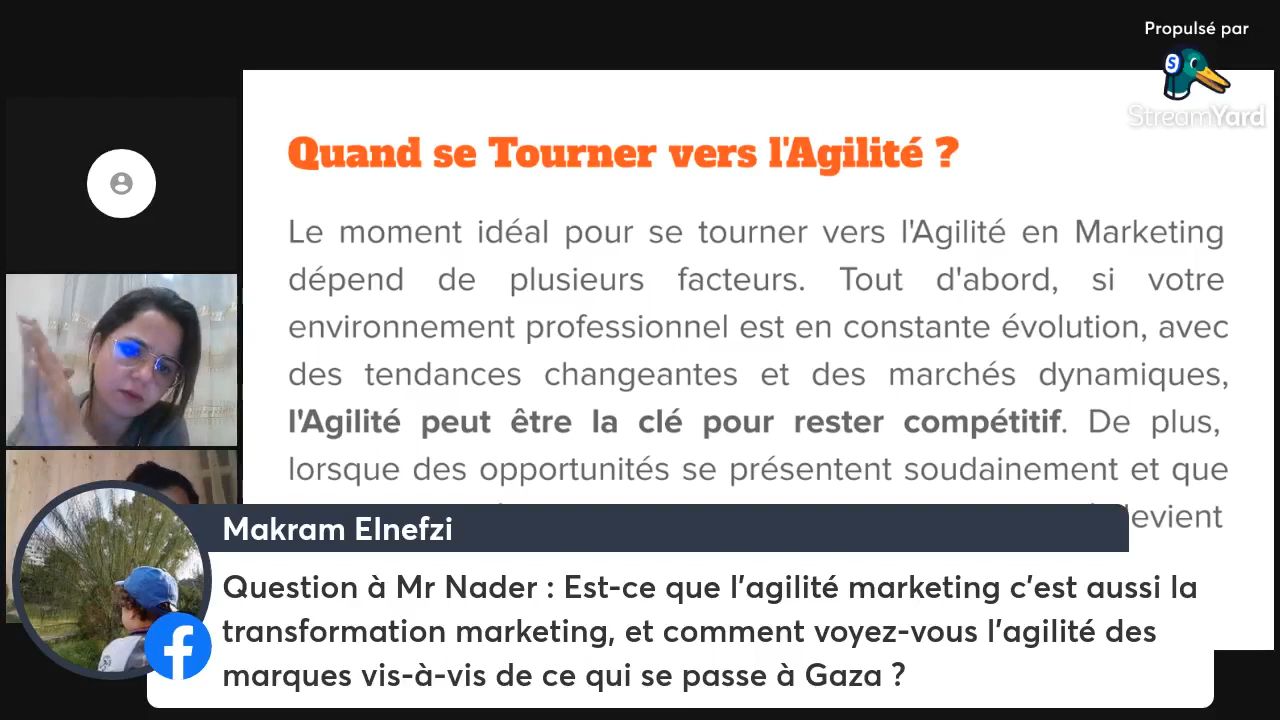 Propulsé par
StreamYard
Quand se Tourner vers l'Agilité ?
Le moment idéal pour se tourner vers l'Agilité en Marketing
dépend de plusieurs facteurs. Tout d'abord, si votre
environnement professionnel est en constante évolution, avec
des tendances changeantes et des marchés dynamiques,
l'Agilité peut être la clé pour rester compétitif. De plus,
lorsque des opportunités se présentent soudainement et que
devient
Makram Elnefzi
Question à Mr Nader : Est-ce que l'agilité marketing c'est aussi la
transformation marketing, et comment voyez-vous l'agilité des
marques vis-à-vis de ce qui se passe à Gaza ?